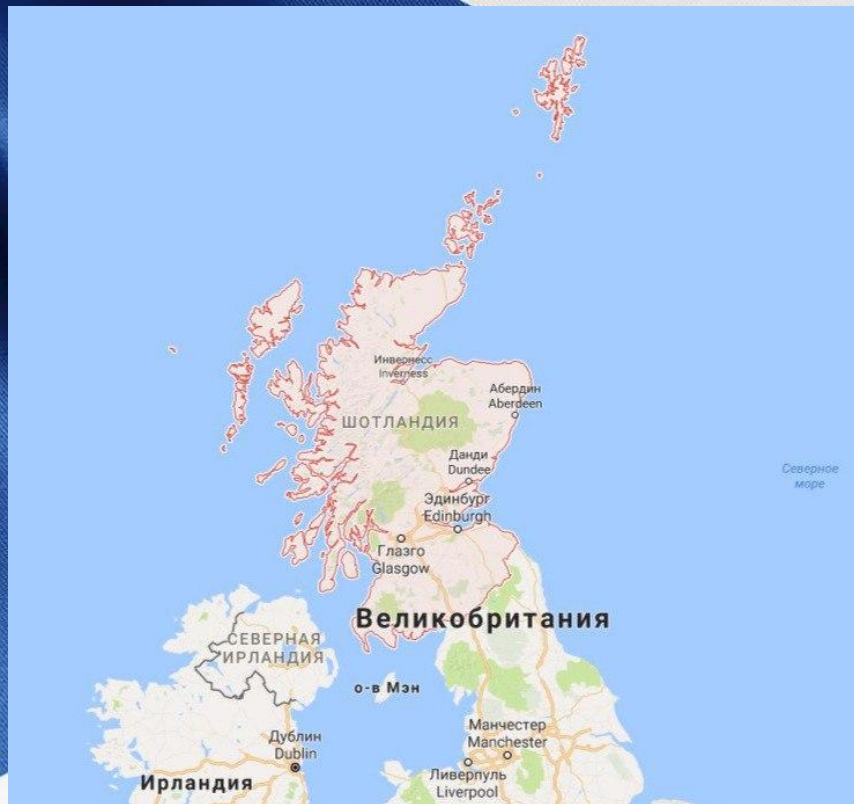 Инвернесс
Inverness
Абердин
Aberdeen
ШОТЛАНДИЯ
Данди
Dundee
Северное
море
Эдинбург
Edinburgh
Глазго
Glasgow
Великобритания
СЕВЕРНАЯ
ИРЛАНДИЯ
о-в Мэн
Манчестер
Manchester
Дублин
Dublin
Ливерпуль
Liverpool
Ирландия